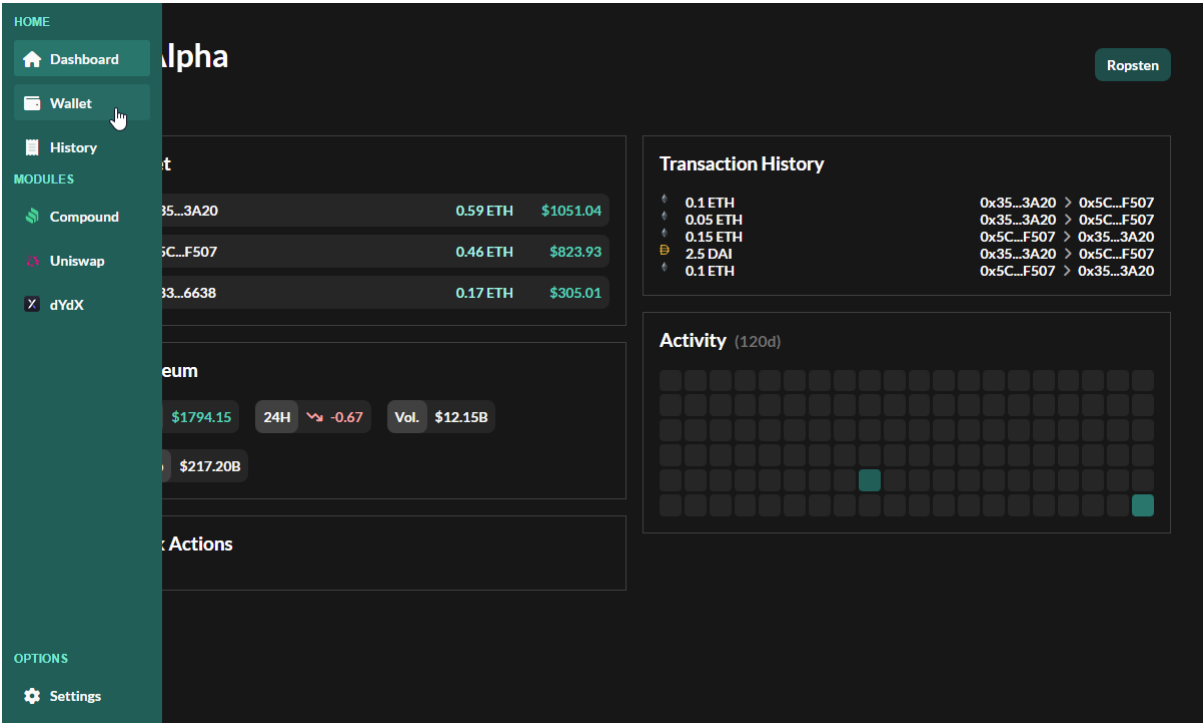 HOME
Dashboard
Wallet
History
MODULES
Compound
Uniswap
dYdX
OPTIONS
Settings
Alpha
Ropsten
35...3A20 0.59 ETH $1051.04
5C...F507 0.46 ETH $823.93
33...6638 0.17 ETH $305.01
eum
$1794.15 24H -0.67 Vol. $12.15B
$217.20B
Actions
Transaction History
0.1 ETH 0x35...3A20 > 0x5C...F507
0.05 ETH 0x35...3A20 > 0x5C...F507
0.15 ETH 0x5C...F507 > 0x35...3A20
2.5 DAI 0x35...3A20 > 0x5C...F507
0.1 ETH 0x5C...F507 > 0x35...3A20
Activity (120d)